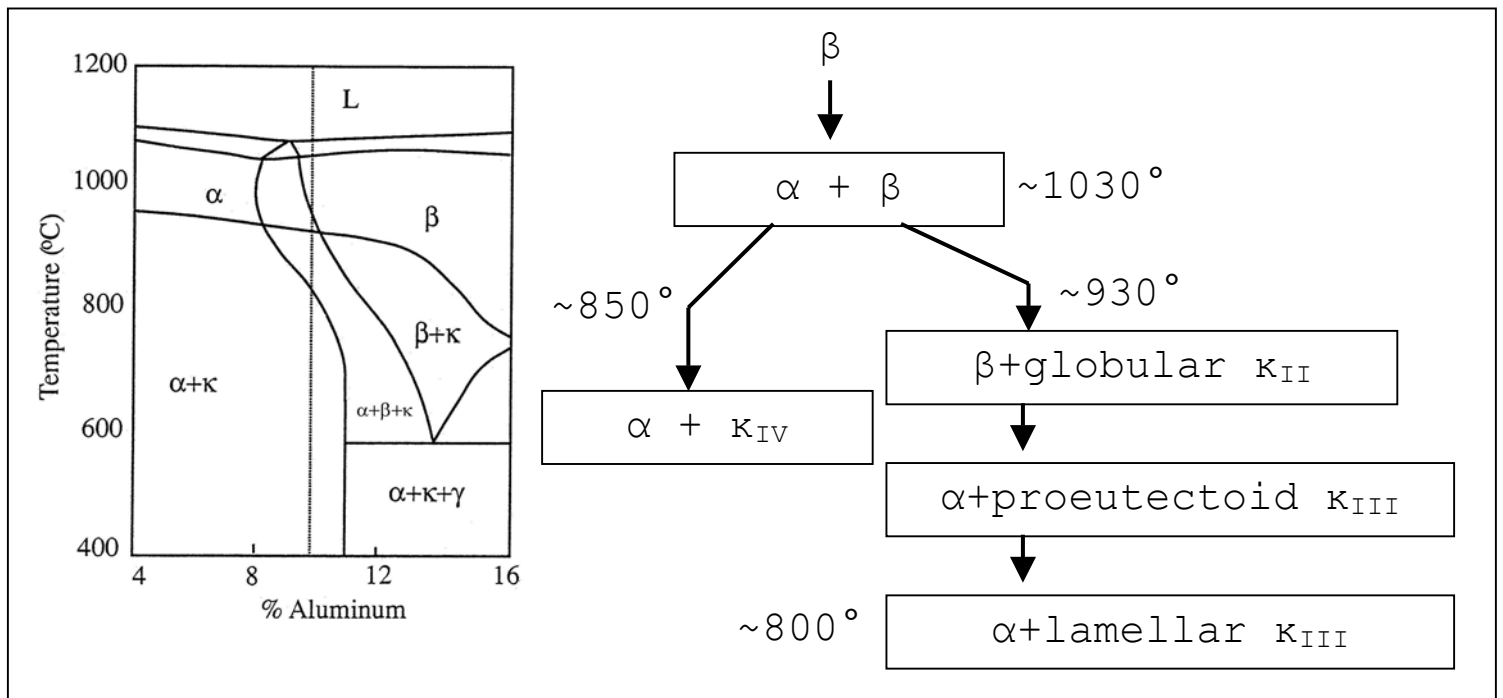 1200
1000
800
600
400
4
8
12
16
Temperature (ºC)
% Aluminum
L
α
β
β+κ
α+κ
α+β+κ
α+κ+γ
β
α + β
~1030°
~850°
~930°
β+globular κII
α + κIV
α+proeutectoid κIII
~800°
α+lamellar κIII